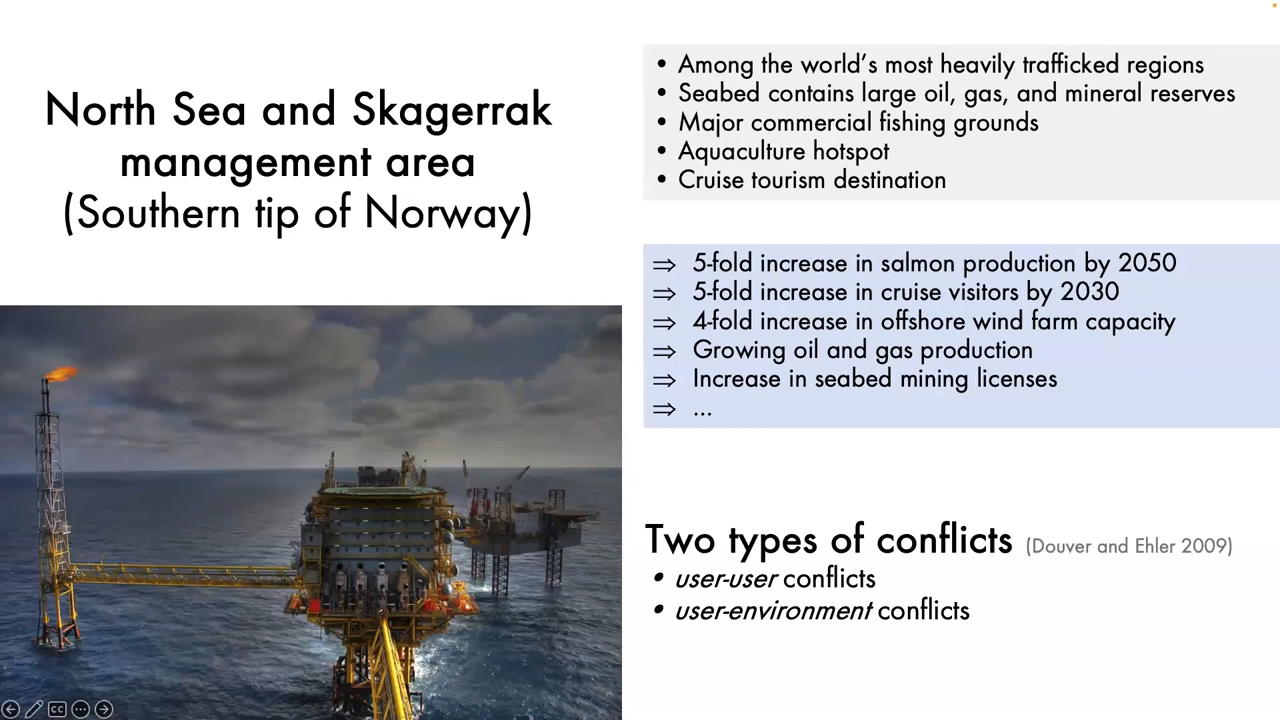 North Sea and Skagerrak
management area
(Southern tip of Norway)
• Among the world's most heavily trafficked regions
• Seabed contains large oil, gas, and mineral reserves
• Major commercial fishing grounds
• Aquaculture hotspot
• Cruise tourism destination
⇒ 5-fold increase in salmon production by 2050
⇒ 5-fold increase in cruise visitors by 2030
⇒ 4-fold increase in offshore wind farm capacity
⇒ Growing oil and gas production
⇒ Increase in seabed mining licenses
⇒ ...
Two types of conflicts (Douver and Ehler 2009)
• user-user conflicts
• user-environment conflicts
CC